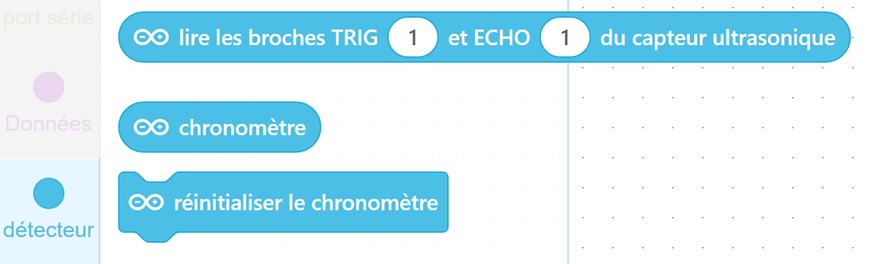 port série
lire les broches TRIG 1 et ECHO 1 du capteur ultrasonique
Données
chronomètre
réinitialiser le chronomètre
détecteur